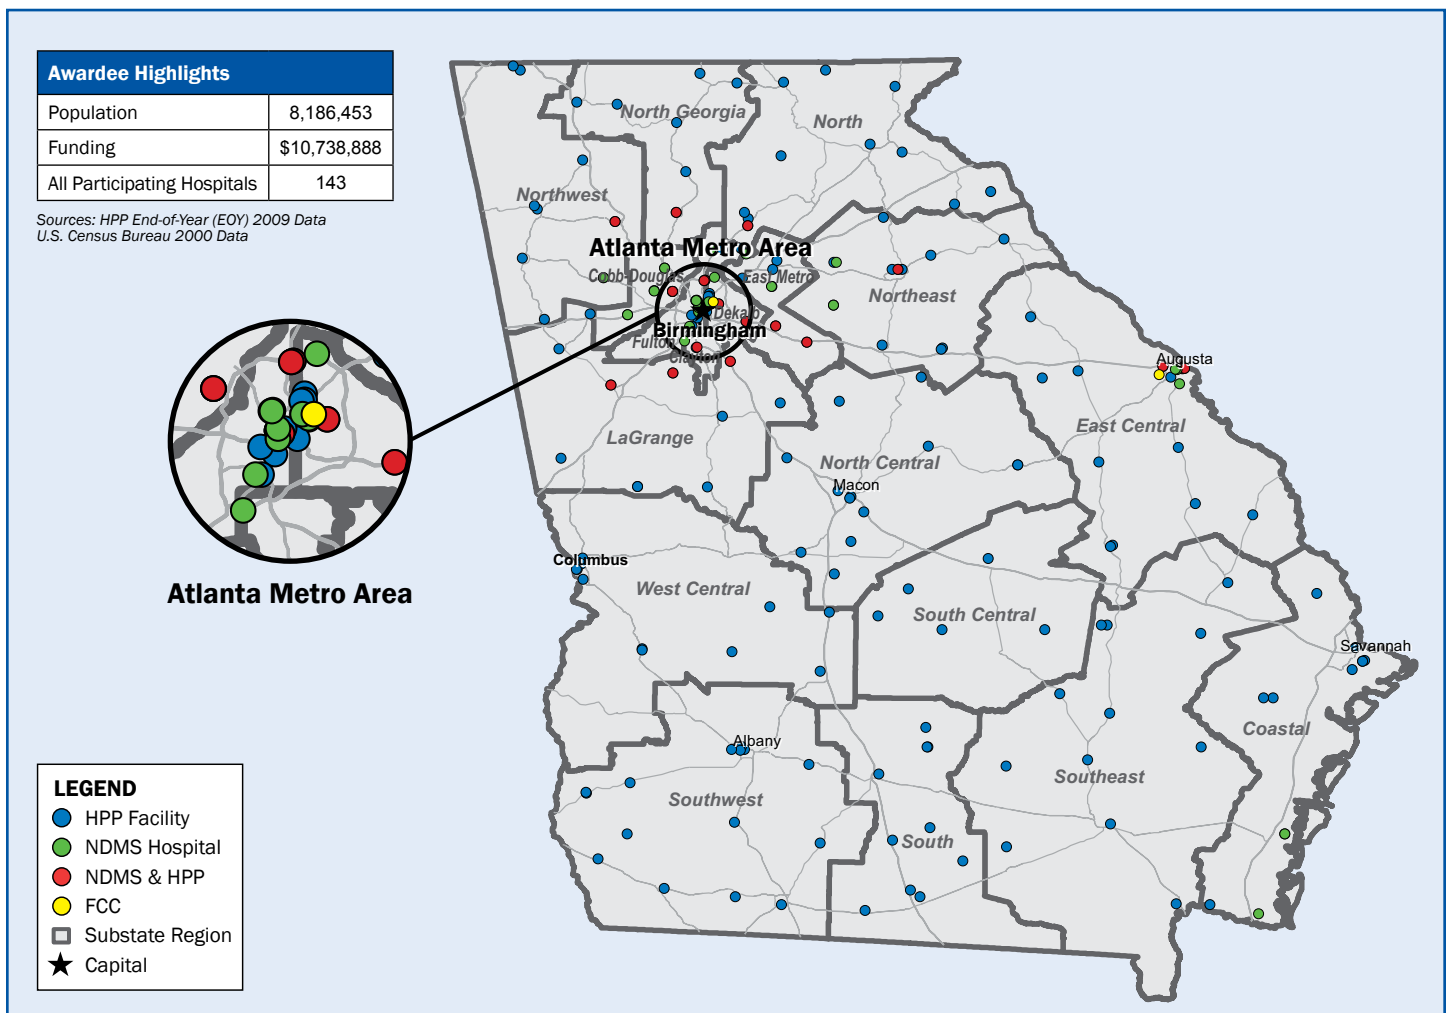 Awardee Highlights
Population 8,186,453
Funding $10,738,888
All Participating Hospitals 143
Sources: HPP End-of-Year (EOY) 2009 Data
U.S. Census Bureau 2000 Data
North Georgia
North
Northwest
Atlanta Metro Area
Cobb-Douglas
East Metro
Northeast
Dekalb
Birmingham
Fulton
Clayton
Augusta
East Central
LaGrange
North Central
Macon
Columbus
West Central
South Central
Savannah
Atlanta Metro Area
Coastal
Albany
Southeast
Southwest
South
LEGEND
HPP Facility
NDMS Hospital
NDMS & HPP
FCC
Substate Region
Capital